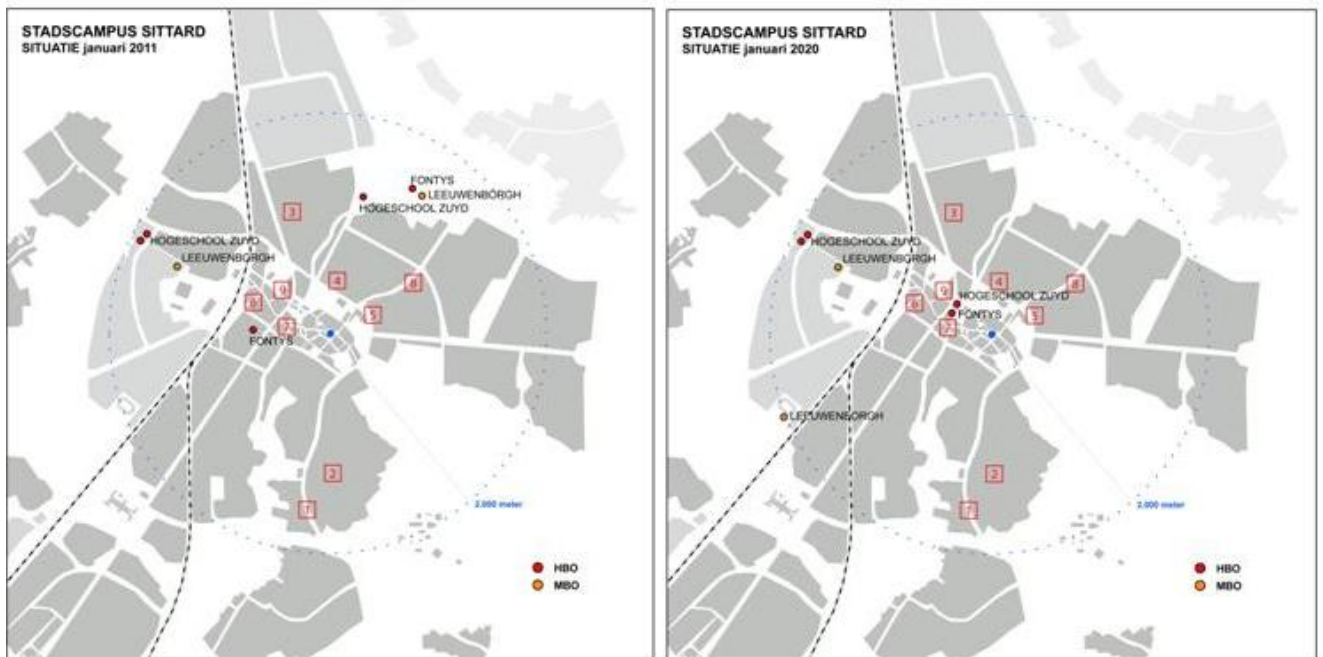 STADSCAMPUS SITTARD
SITUATIE januari 2011
FONTYS
LEEUWENBORGH
HOGESCHOOL ZUYD
3
HOGESCHOOL ZUYD
LEEUWENBORGH
4
8
9
6
5
7
FONTYS
2
1
2.000 meter
HBO
MBO
STADSCAMPUS SITTARD
SITUATIE januari 2020
3
HOGESCHOOL ZUYD
LEEUWENBORGH
4
8
9
6
HOGESCHOOL ZUYD
FONTYS
5
7
LEEUWENBORGH
2
1
2.000 meter
HBO
MBO